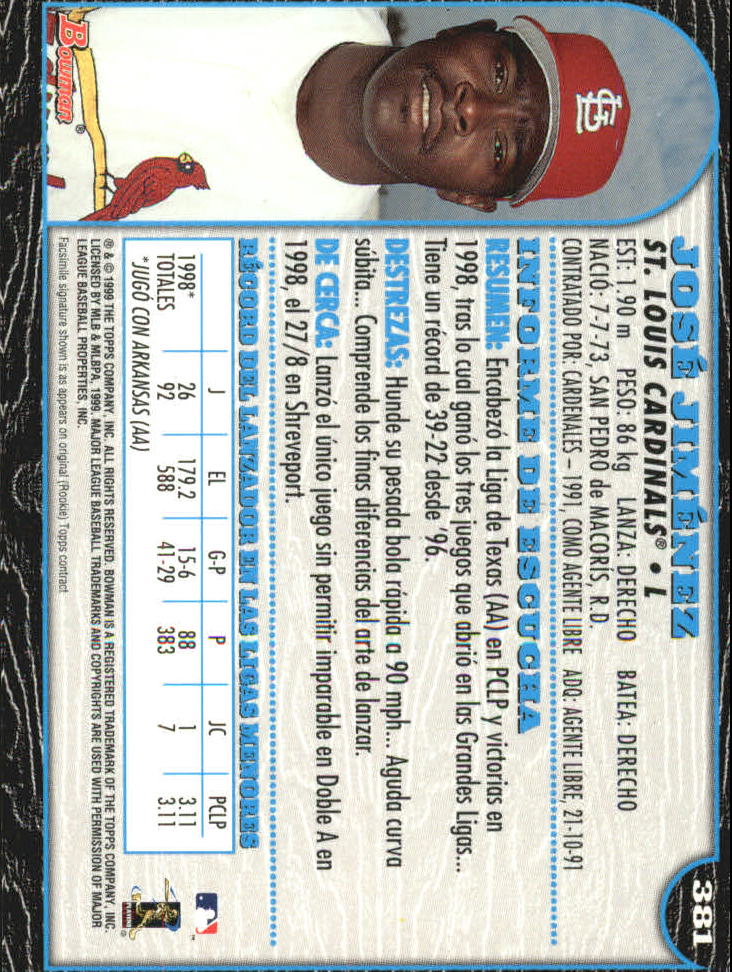 381
JOSÉ JIMÉNEZ
ST. LOUIS CARDINALS® • L
EST: 1.90 m PESO: 86 kg LANZA: DERECHO BATEA: DERECHO
NACIÓ: 7-7-73, SAN PEDRO de MACORÍS, R.D.
CONTRATADO POR: CARDENALES – 1991, COMO AGENTE LIBRE ADQ: AGENTE LIBRE, 21-10-91
INFORME DE ESCUCHA
RESUMEN: Encabezó la Liga de Texas (AA) en PCLP y victorias en
1998, tras lo cual ganó los tres juegos que abrió en las Grandes Ligas...
Tiene un récord de 39-22 desde '96.
DESTREZAS: Hunde su pesada bola rápida a 90 mph... Aguda curva
súbita... Comprende las finas diferencias del arte de lanzar.
DE CERCA: Lanzó el único juego sin permitir imparable en Doble A en
1998, el 27/8 en Shreveport.
RÉCORD DEL LANZADOR EN LAS LIGAS MENORES
J EL G-P P JC PCLP
1998* 26 179.2 15-6 88 1 3.11
TOTALES 92 588 41-29 383 7 3.11
*JUGÓ CON ARKANSAS (AA)
® & © 1999 THE TOPPS COMPANY, INC. ALL RIGHTS RESERVED. BOWMAN IS A REGISTERED TRADEMARK OF THE TOPPS COMPANY, INC.
LICENSED BY MLB & MLBPA, 1999. MAJOR LEAGUE BASEBALL TRADEMARKS AND COPYRIGHTS ARE USED WITH PERMISSION OF MAJOR
LEAGUE BASEBALL PROPERTIES, INC.
Facsimile signature shown is as appears on original (Rookie) Topps contract
Bowman®
StL